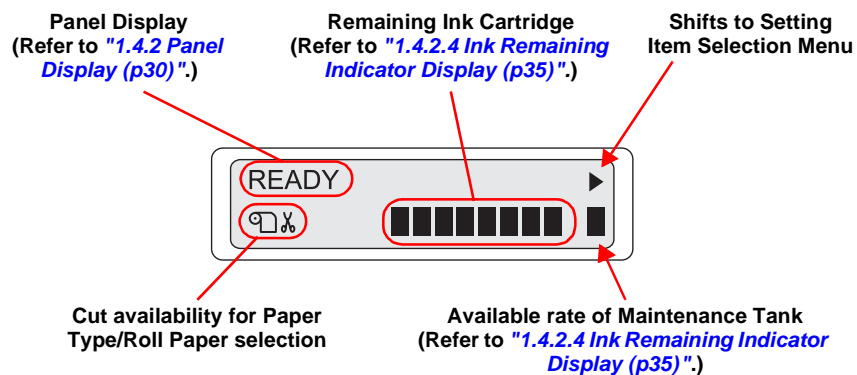 Panel Display
(Refer to "1.4.2 Panel
Display (p30)".)
Remaining Ink Cartridge
(Refer to "1.4.2.4 Ink Remaining
Indicator Display (p35)".)
Shifts to Setting
Item Selection Menu
READY
Cut availability for Paper
Type/Roll Paper selection
Available rate of Maintenance Tank
(Refer to "1.4.2.4 Ink Remaining Indicator
Display (p35)".)